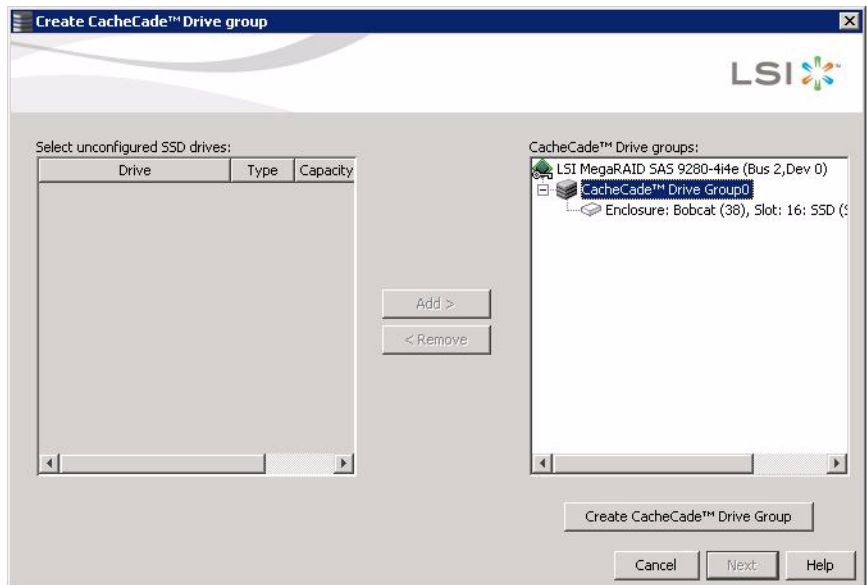 Create CacheCade™ Drive group
LSI
Select unconfigured SSD drives:
Drive Type Capacity
Add >
< Remove
CacheCade™ Drive groups:
LSI MegaRAID SAS 9280-4i4e (Bus 2,Dev 0)
CacheCade™ Drive Group0
Enclosure: Bobcat (38), Slot: 16: SSD (S
Create CacheCade™ Drive Group
Cancel Next Help